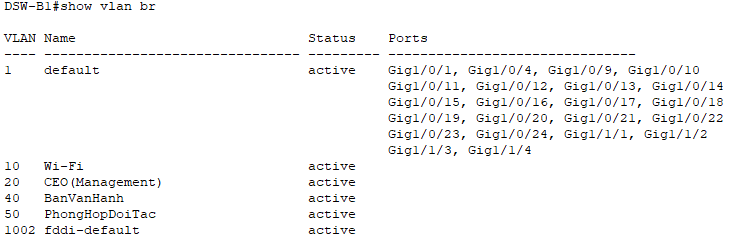 DSW-B1#show vlan br
VLAN Name Status Ports
---- -------------------------------- --------- -------------------------------
1 default active Gig1/0/1, Gig1/0/4, Gig1/0/9, Gig1/0/10
Gig1/0/11, Gig1/0/12, Gig1/0/13, Gig1/0/14
Gig1/0/15, Gig1/0/16, Gig1/0/17, Gig1/0/18
Gig1/0/19, Gig1/0/20, Gig1/0/21, Gig1/0/22
Gig1/0/23, Gig1/0/24, Gig1/1/1, Gig1/1/2
Gig1/1/3, Gig1/1/4
10 Wi-Fi active
20 CEO(Management) active
40 BanVanHanh active
50 PhongHopDoiTac active
1002 fddi-default active